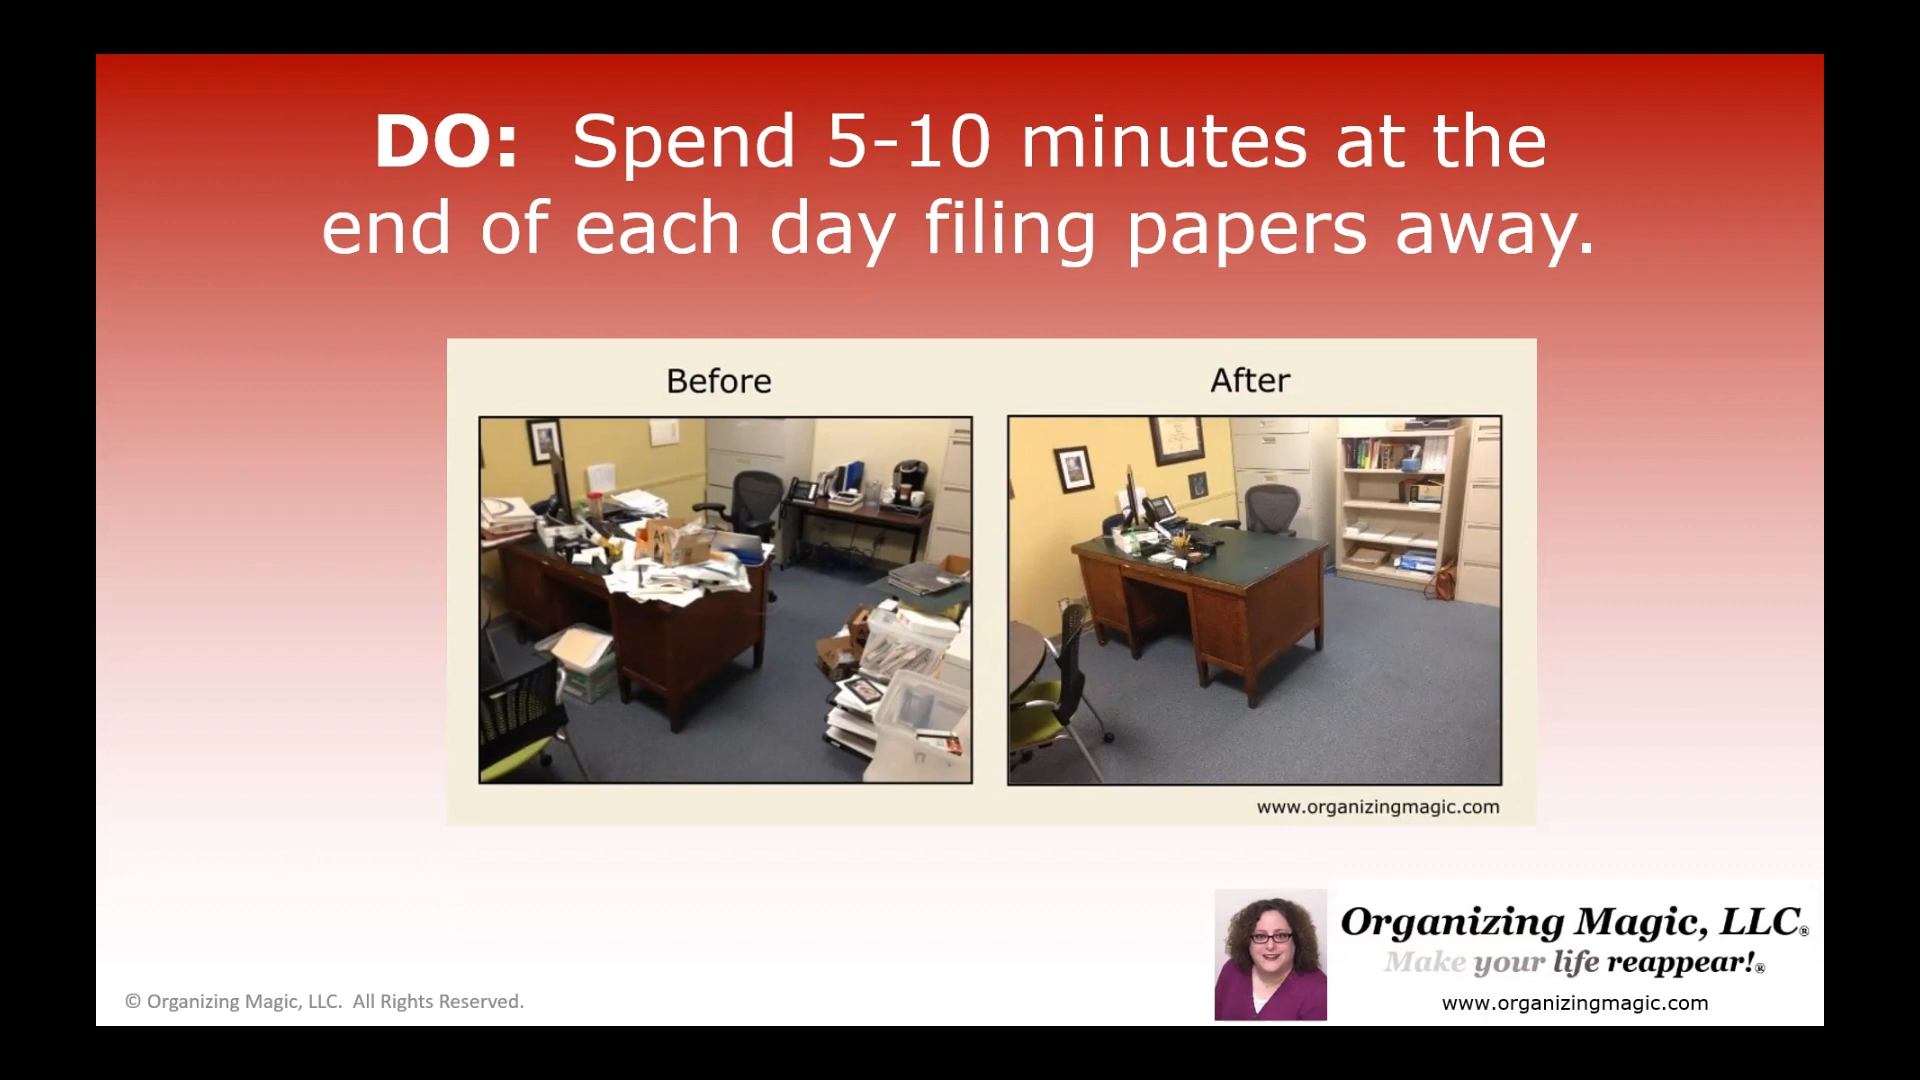 DO:  Spend 5-10 minutes at the
end of each day filing papers away.
Before
After
www.organizingmagic.com
Organizing Magic, LLC®
Make your life reappear!®
www.organizingmagic.com
© Organizing Magic, LLC.  All Rights Reserved.